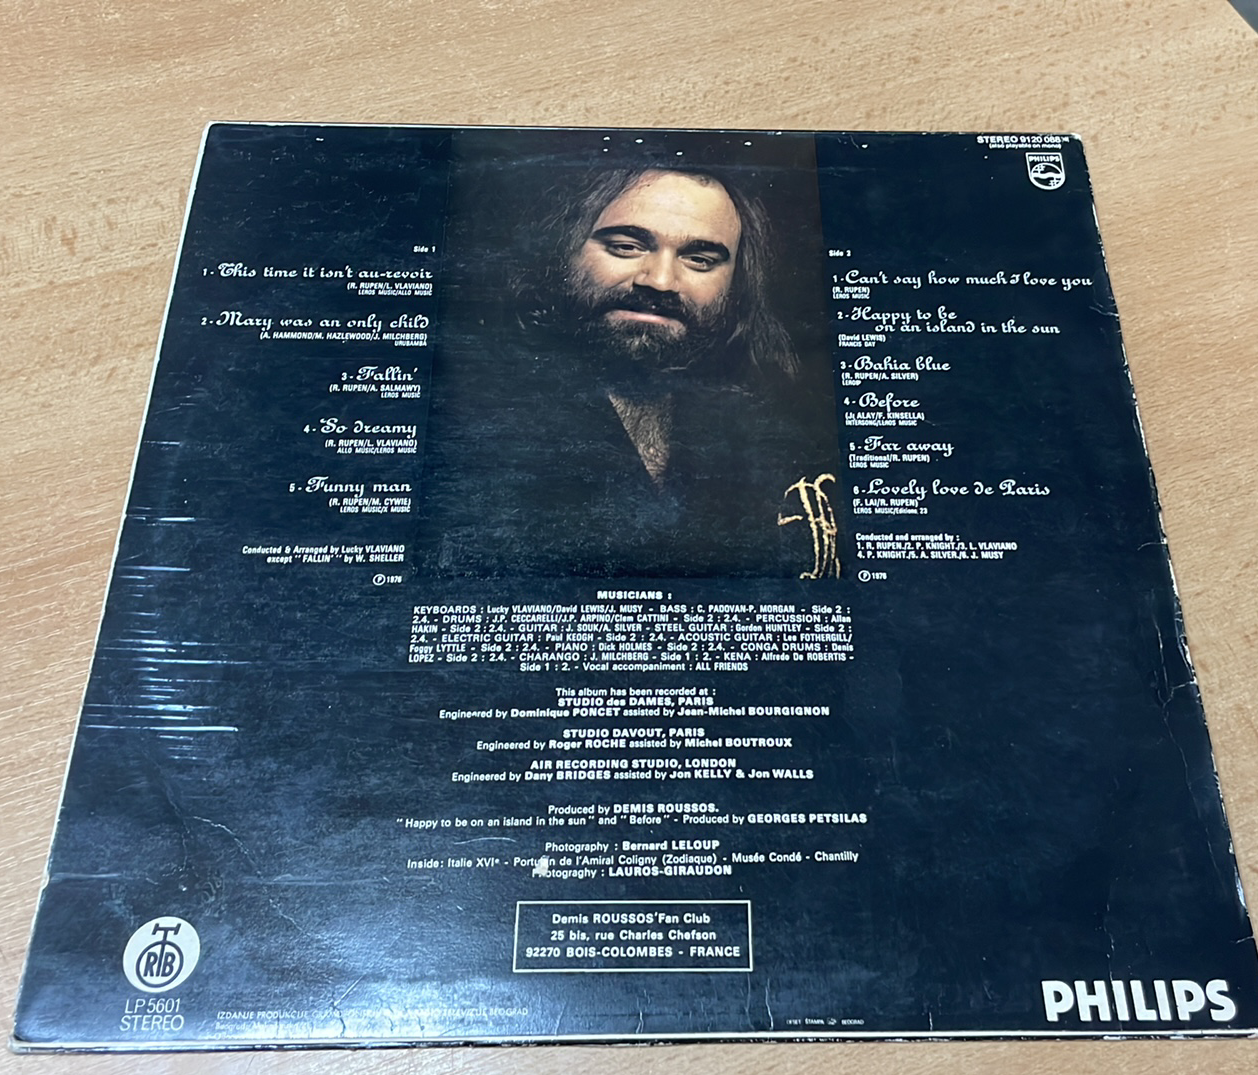 STEREO 9120 088
(also playable on mono)
PHILIPS
Side 1
1 - This time it isn't au-revoir
(R. RUPEN/L. VLAVIANO)
LEROS MUSIC/ALLO MUSIC
2 - Mary was an only child
(A. HAMMOND/M. HAZLEWOOD/J. MILCHBERG)
URUBAMBA
3 - Fallin'
(R. RUPEN/A. SALMAWY)
LEROS MUSIC
4 - So dreamy
(R. RUPEN/L. VLAVIANO)
ALLO MUSIC/LEROS MUSIC
5 - Funny man
(R. RUPEN/M. CYWIE)
LEROS MUSIC/X MUSIC
Conducted & Arranged by Lucky VLAVIANO
except "FALLIN'" by W. SHELLER
Ⓟ 1976
Side 2
1 - Can't say how much I love you
(R. RUPEN)
LEROS MUSIC
2 - Happy to be
on an island in the sun
(David LEWIS)
FRANCIS DAY
3 - Bahia blue
(R. RUPEN/A. SILVER)
4 - Before
ALAY/F. KINSELLA)
INTERSONG/LEROS MUSIC
5 - Far away
(Traditional/R. RUPEN)
LEROS MUSIC
6 - Lovely love de Paris
(F. LAI/R. RUPEN)
LEROS MUSIC/Editions 23
Conducted and arranged by :
1. R. RUPEN./2. P. KNIGHT./3. L. VLAVIANO
4. P. KNIGHT./5. A. SILVER./6. J. MUSY
Ⓟ 1976
MUSICIANS :
KEYBOARDS : Lucky VLAVIANO/David LEWIS/J. MUSY - BASS : C. PADOVAN-P. MORGAN - Side 2 :
2.4. - DRUMS : J.P. CECCARELLI/J.P. ARPINO/Clem CATTINI - Side 2 : 2.4. - PERCUSSION : Allan
HAKIN - Side 2 : 2.4. - GUITAR : J. SOUK/A. SILVER - STEEL GUITAR : Gordon HUNTLEY - Side 2 :
2.4. - ELECTRIC GUITAR : Paul KEOGH - Side 2 : 2.4. - ACOUSTIC GUITAR : Lee FOTHERGILL/
Foggy LYTTLE - Side 2 : 2.4. - PIANO : Dick HOLMES - Side 2 : 2.4. - CONGA DRUMS : Denis
LOPEZ - Side 2 : 2.4. - CHARANGO : J. MILCHBERG - Side 1 : 2. - KENA : Alfredo De ROBERTIS -
Side 1 : 2. - Vocal accompaniment : ALL FRIENDS
This album has been recorded at :
STUDIO des DAMES, PARIS
Engineered by Dominique PONCET assisted by Jean-Michel BOURGIGNON
STUDIO DAVOUT, PARIS
Engineered by Roger ROCHE assisted by Michel BOUTROUX
AIR RECORDING STUDIO, LONDON
Engineered by Dany BRIDGES assisted by Jon KELLY & Jon WALLS
Produced by DEMIS ROUSSOS.
"Happy to be on an island in the sun" and "Before" - Produced by GEORGES PETSILAS
Photography : Bernard LELOUP
Inside : Italie XVIe - de l'Amiral Coligny (Zodiaque) - Musée Condé - Chantilly
LAUROS-GIRAUDON
Demis ROUSSOS'Fan Club
25 bis, rue Charles Chefson
92270 BOIS-COLOMBES - FRANCE
RTB
LP 5601
STEREO
IZDANJE PRODUKCIJE BEOGRAD
PHILIPS